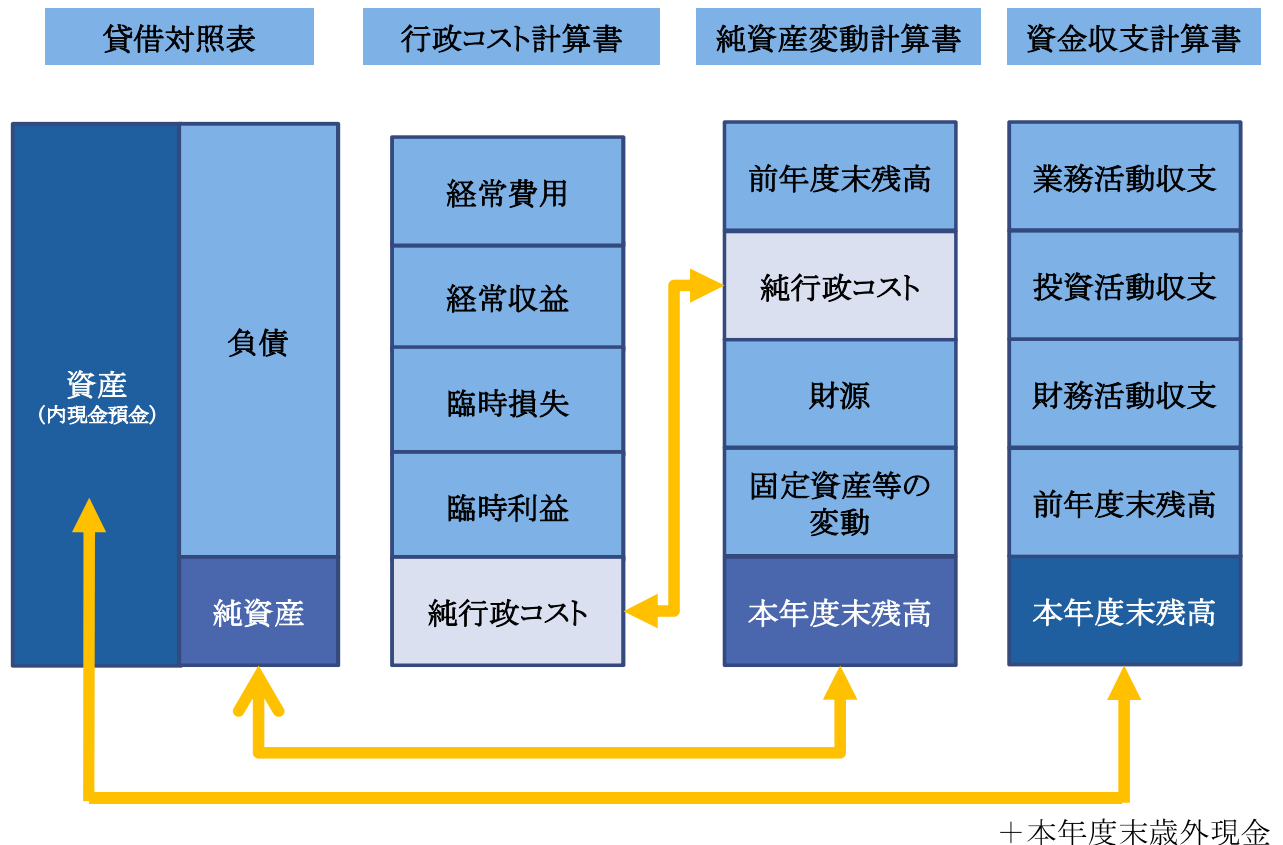 貸借対照表
行政コスト計算書
純資産変動計算書
資金収支計算書
資産
(内現金預金)
負債
純資産
経常費用
経常収益
臨時損失
臨時利益
純行政コスト
前年度末残高
純行政コスト
財源
固定資産等の
変動
本年度末残高
業務活動収支
投資活動収支
財務活動収支
前年度末残高
本年度末残高
＋本年度末歳外現金